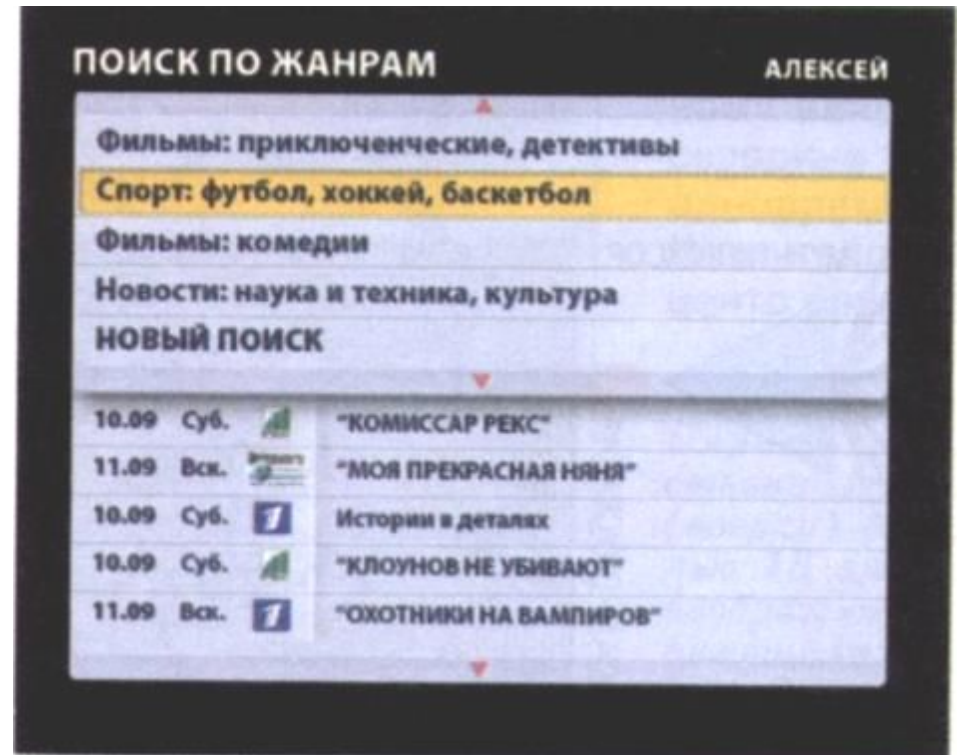 ПОИСК ПО ЖАНРАМ АЛЕКСЕЙ
Фильмы: приключенческие, детективы
Спорт: футбол, хоккей, баскетбол
Фильмы: комедии
Новости: наука и техника, культура
НОВЫЙ ПОИСК
10.09 Суб. "КОМИССАР РЕКС"
11.09 Вск. "МОЯ ПРЕКРАСНАЯ НЯНЯ"
10.09 Суб. 1 Истории в деталях
10.09 Суб. "КЛОУНОВ НЕ УБИВАЮТ"
11.09 Вск. 1 "ОХОТНИКИ НА ВАМПИРОВ"